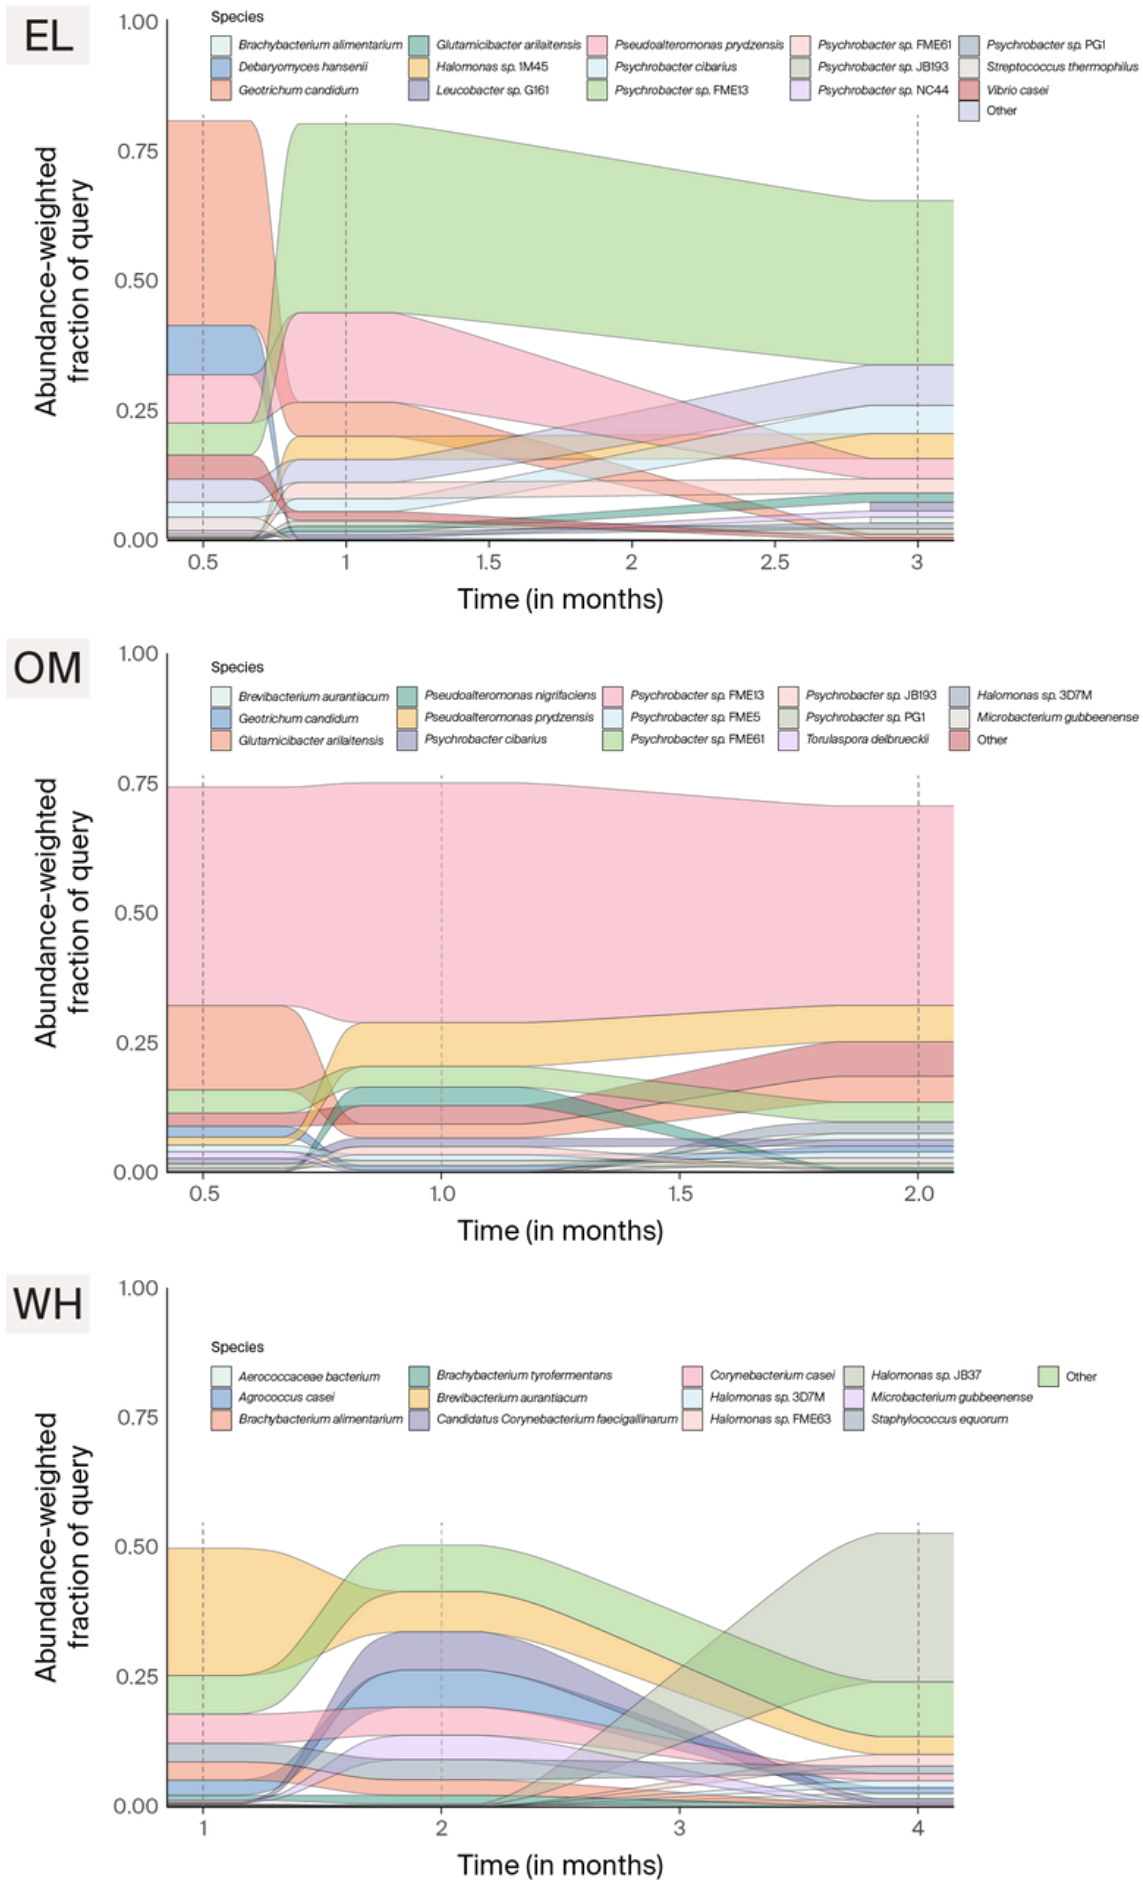 EL
Species
Brachybacterium alimentarium Glutamicibacter arilaitensis Pseudoalteromonas prydzensis Psychrobacter sp. FME61 Psychrobacter sp. PG1
Debaryomyces hansenii Halomonas sp. 1M45 Psychrobacter cibarius Psychrobacter sp. JB193 Streptococcus thermophilus
Geotrichum candidum Leucobacter sp. G161 Psychrobacter sp. FME13 Psychrobacter sp. NC44 Vibrio casei
Other
Abundance-weighted
fraction of query
1.00
0.75
0.50
0.25
0.00
0.5 1 1.5 2 2.5 3
Time (in months)
OM
Species
Brevibacterium aurantiacum Pseudoalteromonas nigrifaciens Psychrobacter sp. FME13 Psychrobacter sp. JB193 Halomonas sp. 3D7M
Geotrichum candidum Pseudoalteromonas prydzensis Psychrobacter sp. FME5 Psychrobacter sp. PG1 Microbacterium gubbeenense
Glutamicibacter arilaitensis Psychrobacter cibarius Psychrobacter sp. FME61 Torulaspora delbrueckii Other
Abundance-weighted
fraction of query
1.00
0.75
0.50
0.25
0.00
0.5 1.0 1.5 2.0
Time (in months)
WH
Species
Aerococcaceae bacterium Brachybacterium tyrofermentans Corynebacterium casei Halomonas sp. JB37 Other
Agrococcus casei Brevibacterium aurantiacum Halomonas sp. 3D7M Microbacterium gubbeenense
Brachybacterium alimentarium Candidatus Corynebacterium faecigallinarum Halomonas sp. FME63 Staphylococcus equorum
Abundance-weighted
fraction of query
1.00
0.75
0.50
0.25
0.00
1 2 3 4
Time (in months)